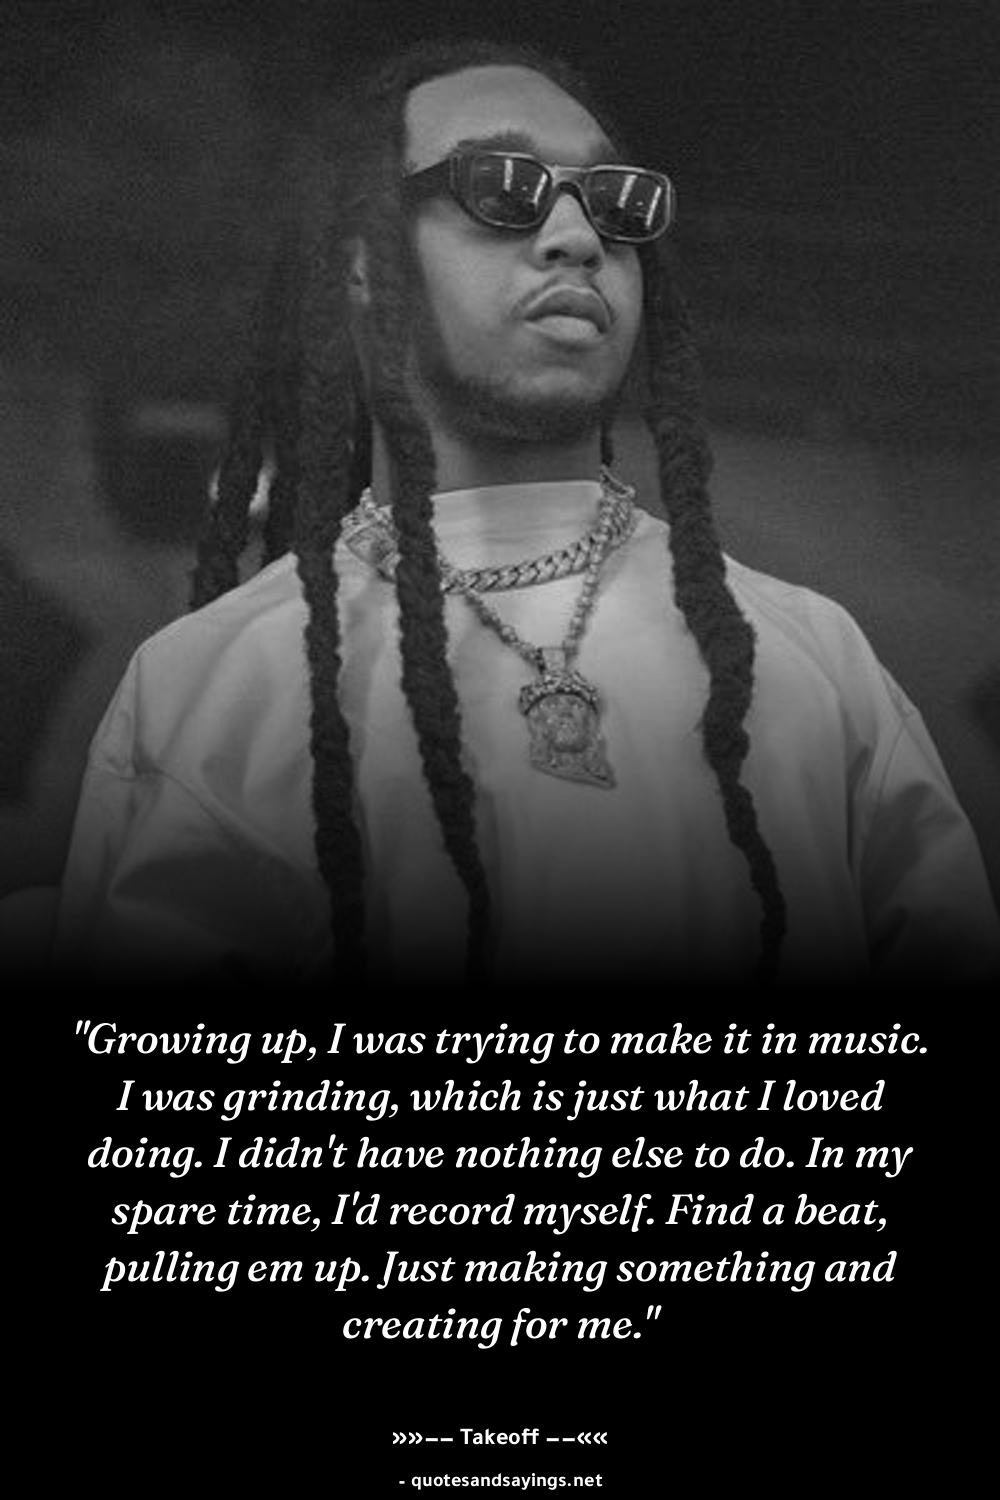 "Growing up, I was trying to make it in music.
I was grinding, which is just what I loved
doing. I didn't have nothing else to do. In my
spare time, I'd record myself. Find a beat,
pulling em up. Just making something and
creating for me."
»»−− Takeoff −−««
- quotesandsayings.net